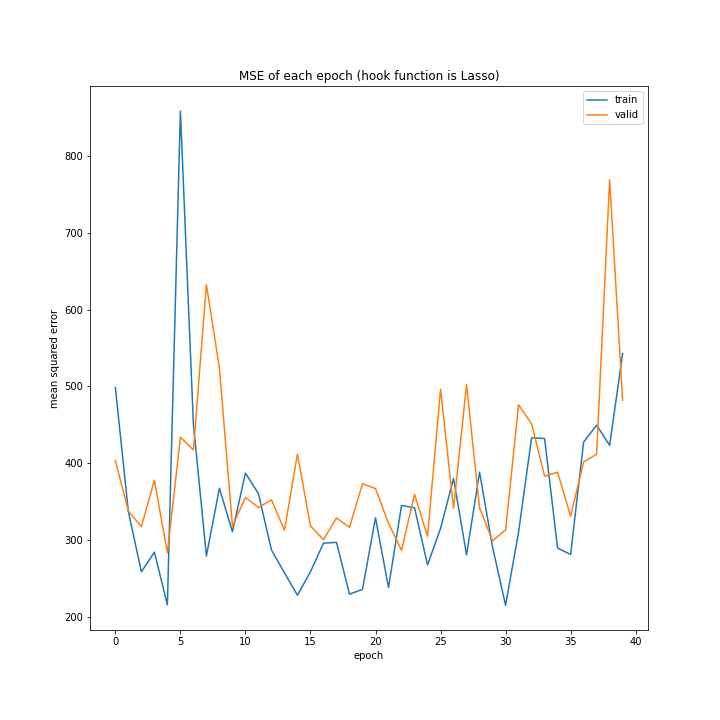 MSE of each epoch (hook function is Lasso)
train
valid
mean squared error
800
700
600
500
400
300
200
0 5 10 15 20 25 30 35 40
epoch